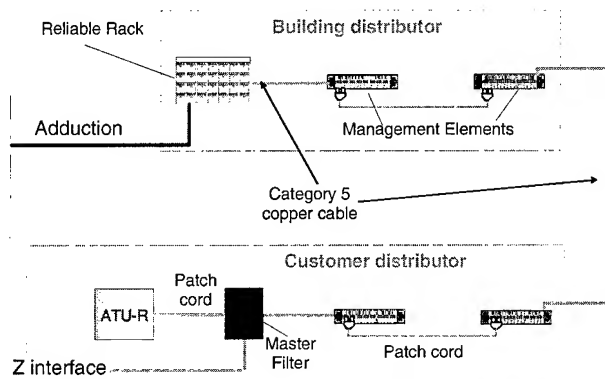 Building distributor
Reliable Rack
Management Elements
Adduction
Category 5
copper cable
Customer distributor
Patch
cord
ATU-R
Master
Filter
Patch cord
Z interface